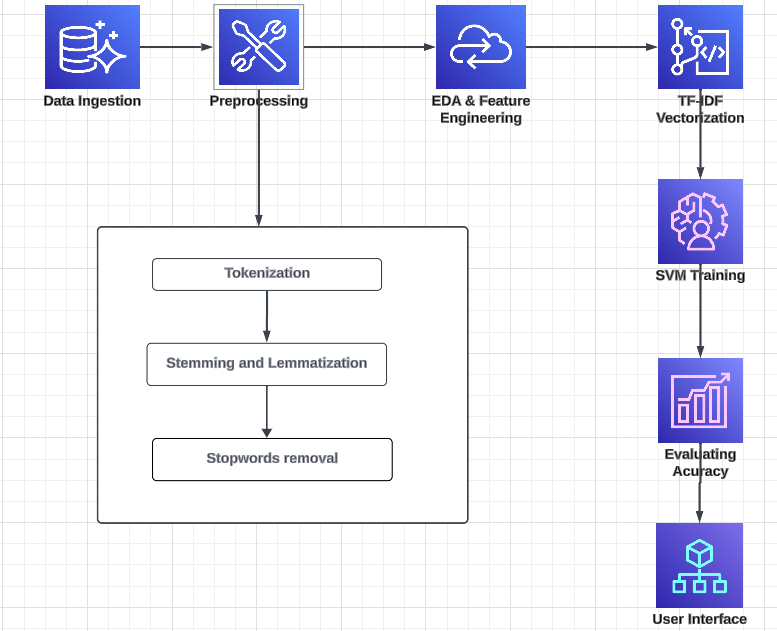 Data Ingestion
Preprocessing
EDA & Feature
Engineering
TF-IDF
Vectorization
Tokenization
Stemming and Lemmatization
Stopwords removal
SVM Training
Evaluating
Acuracy
User Interface